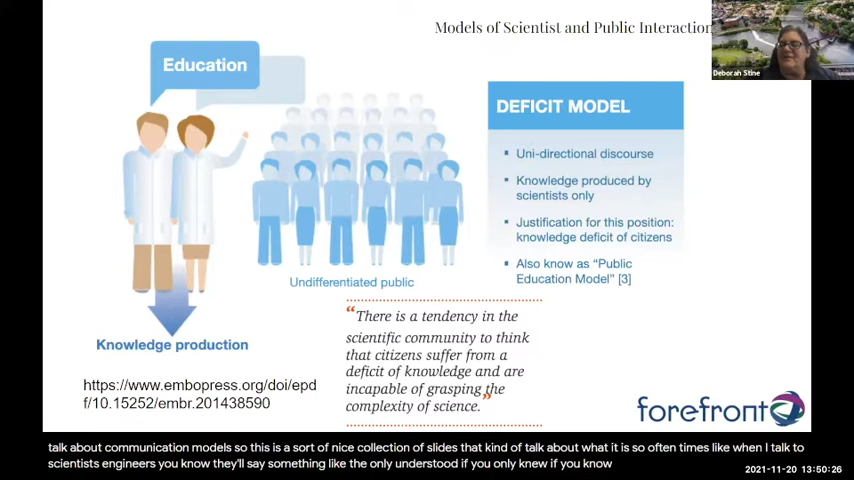 Models of Scientist and Public Interaction
Deborah Stine
Education
DEFICIT MODEL
Uni-directional discourse
Knowledge produced by
scientists only
Justification for this position:
knowledge deficit of citizens
Also know as “Public
Education Model” [3]
Undifferentiated public
Knowledge production
“There is a tendency in the
scientific community to think
that citizens suffer from a
deficit of knowledge and are
incapable of grasping the
complexity of science.”
https://www.embopress.org/doi/epd
f/10.15252/embr.201438590
forefront
talk about communication models so this is a sort of nice collection of slides that kind of talk about what it is so often times like when I talk to
scientists engineers you know they'll say something like the only understood if you only knew if you know
2021-11-20 13:50:26